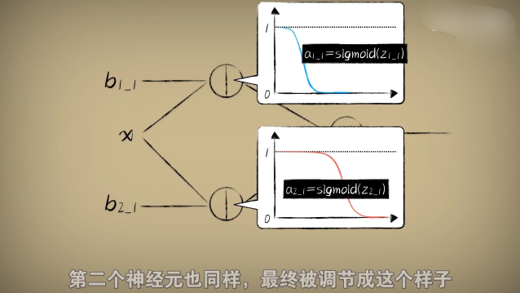 1
a₁_₁=sigmoid(z₁_₁)
0
b₁_₁
x
1
a₂_₁=sigmoid(z₂_₁)
0
b₂_₁
第二个神经元也同样，最终被调节成这个样子